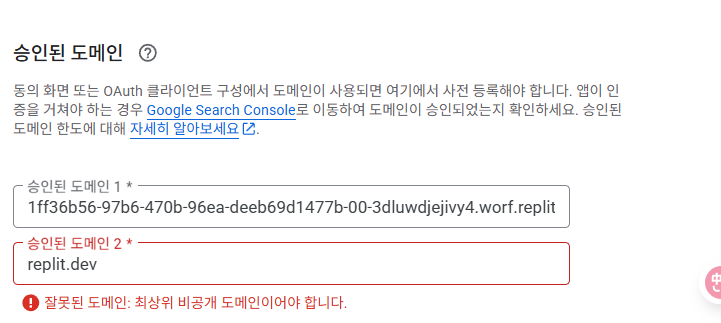 승인된 도메인
동의 화면 또는 OAuth 클라이언트 구성에서 도메인이 사용되면 여기에서 사전 등록해야 합니다. 앱이 인
증을 거쳐야 하는 경우 Google Search Console로 이동하여 도메인이 승인되었는지 확인하세요. 승인된
도메인 한도에 대해 자세히 알아보세요.
승인된 도메인 1 *
1ff36b56-97b6-470b-96ea-deeb69d1477b-00-3dluwdjejivy4.worf.replit
승인된 도메인 2 *
replit.dev
잘못된 도메인: 최상위 비공개 도메인이어야 합니다.